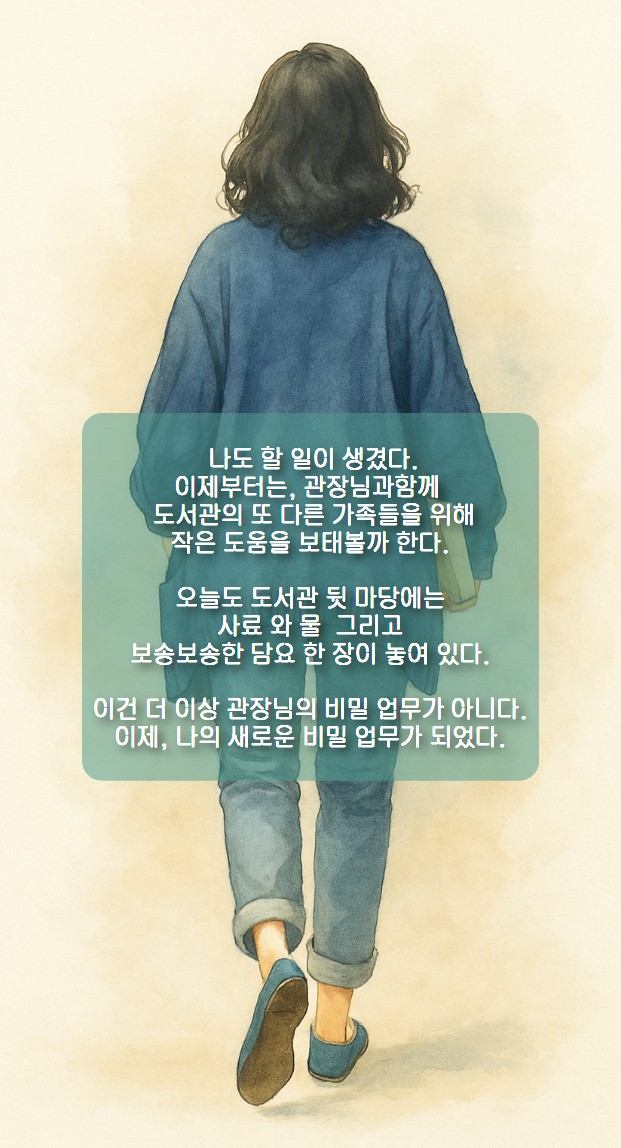 나도 할 일이 생겼다.
이제부터는, 관장님과함께
도서관의 또 다른 가족들을 위해
작은 도움을 보태볼까 한다.
오늘도 도서관 뒷 마당에는
사료 와 물  그리고
보송보송한 담요 한 장이 놓여 있다.
이건 더 이상 관장님의 비밀 업무가 아니다.
이제, 나의 새로운 비밀 업무가 되었다.